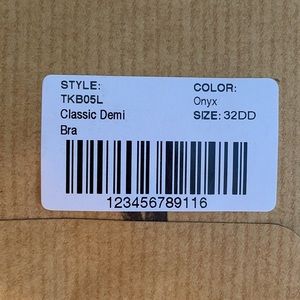 STYLE: COLOR:
TKB05L Onyx
Classic Demi SIZE: 32DD
Bra
123456789116